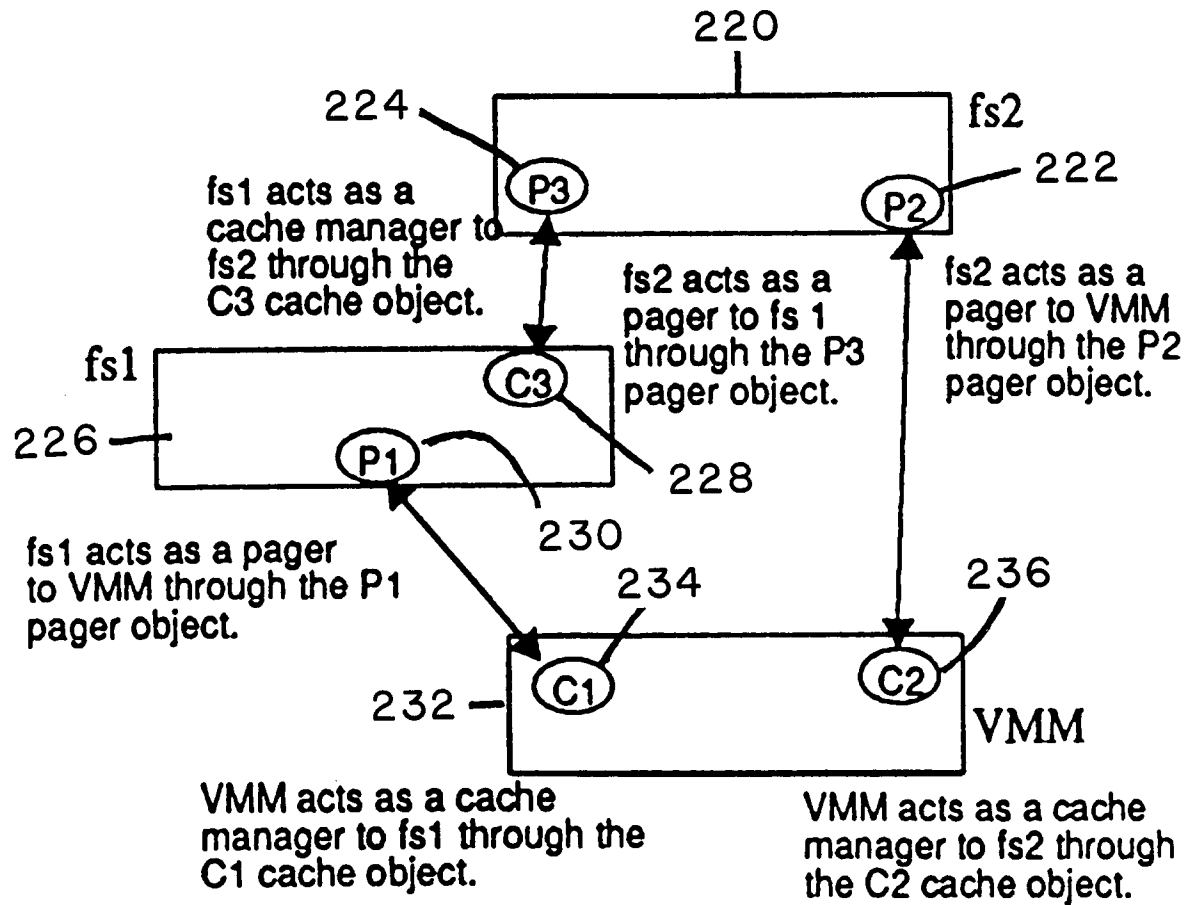 220
224
fs2
P3
222
P2
fs1 acts as a
cache manager to
fs2 through the
C3 cache object.
fs2 acts as a
pager to fs 1
through the P3
pager object.
fs2 acts as a
pager to VMM
through the P2
pager object.
fs1
C3
226
P1
228
230
fs1 acts as a pager
to VMM through the P1
pager object.
234
236
C1
C2
232
VMM
VMM acts as a cache
manager to fs1 through the
C1 cache object.
VMM acts as a cache
manager to fs2 through
the C2 cache object.